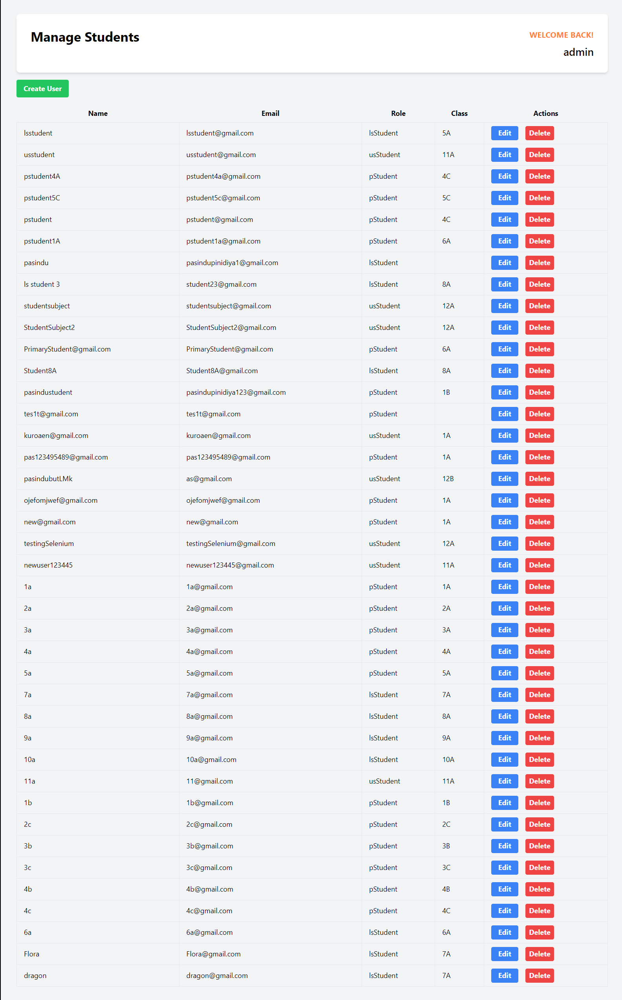 Manage Students
WELCOME BACK!
admin
Create User
Name Email Role Class Actions
lsstudent lsstudent@gmail.com lsStudent 5A Edit Delete
usstudent usstudent@gmail.com usStudent 11A Edit Delete
pstudent4A pstudent4a@gmail.com pStudent 4C Edit Delete
pstudent5C pstudent5c@gmail.com pStudent 5C Edit Delete
pstudent pstudent@gmail.com pStudent 4C Edit Delete
pstudent1A pstudent1a@gmail.com pStudent 6A Edit Delete
pasindu pasindupinidiya1@gmail.com lsStudent Edit Delete
ls student 3 student23@gmail.com lsStudent 8A Edit Delete
studentsubject studentsubject@gmail.com usStudent 12A Edit Delete
StudentSubject2 StudentSubject2@gmail.com usStudent 12A Edit Delete
PrimaryStudent@gmail.com PrimaryStudent@gmail.com pStudent 6A Edit Delete
Student8A Student8A@gmail.com lsStudent 8A Edit Delete
pasindustudent pasindupinidiya123@gmail.com pStudent 1B Edit Delete
tes1t@gmail.com tes1t@gmail.com pStudent Edit Delete
kuroaen@gmail.com kuroaen@gmail.com usStudent 1A Edit Delete
pas123495489@gmail.com pas123495489@gmail.com pStudent 1A Edit Delete
pasindubutLMk as@gmail.com usStudent 12B Edit Delete
ojefomjwef@gmail.com ojefomjwef@gmail.com pStudent 1A Edit Delete
new@gmail.com new@gmail.com pStudent 1A Edit Delete
testingSelenium testingSelenium@gmail.com usStudent 12A Edit Delete
newuser123445 newuser123445@gmail.com usStudent 11A Edit Delete
1a 1a@gmail.com pStudent 1A Edit Delete
2a 2a@gmail.com pStudent 2A Edit Delete
3a 3a@gmail.com pStudent 3A Edit Delete
4a 4a@gmail.com pStudent 4A Edit Delete
5a 5a@gmail.com pStudent 5A Edit Delete
7a 7a@gmail.com lsStudent 7A Edit Delete
8a 8a@gmail.com lsStudent 8A Edit Delete
9a 9a@gmail.com lsStudent 9A Edit Delete
10a 10a@gmail.com lsStudent 10A Edit Delete
11a 11@gmail.com usStudent 11A Edit Delete
1b 1b@gmail.com pStudent 1B Edit Delete
2c 2c@gmail.com pStudent 2C Edit Delete
3b 3b@gmail.com pStudent 3B Edit Delete
3c 3c@gmail.com pStudent 3C Edit Delete
4b 4b@gmail.com pStudent 4B Edit Delete
4c 4c@gmail.com pStudent 4C Edit Delete
6a 6a@gmail.com lsStudent 6A Edit Delete
Flora Flora@gmail.com lsStudent 7A Edit Delete
dragon dragon@gmail.com lsStudent 7A Edit Delete